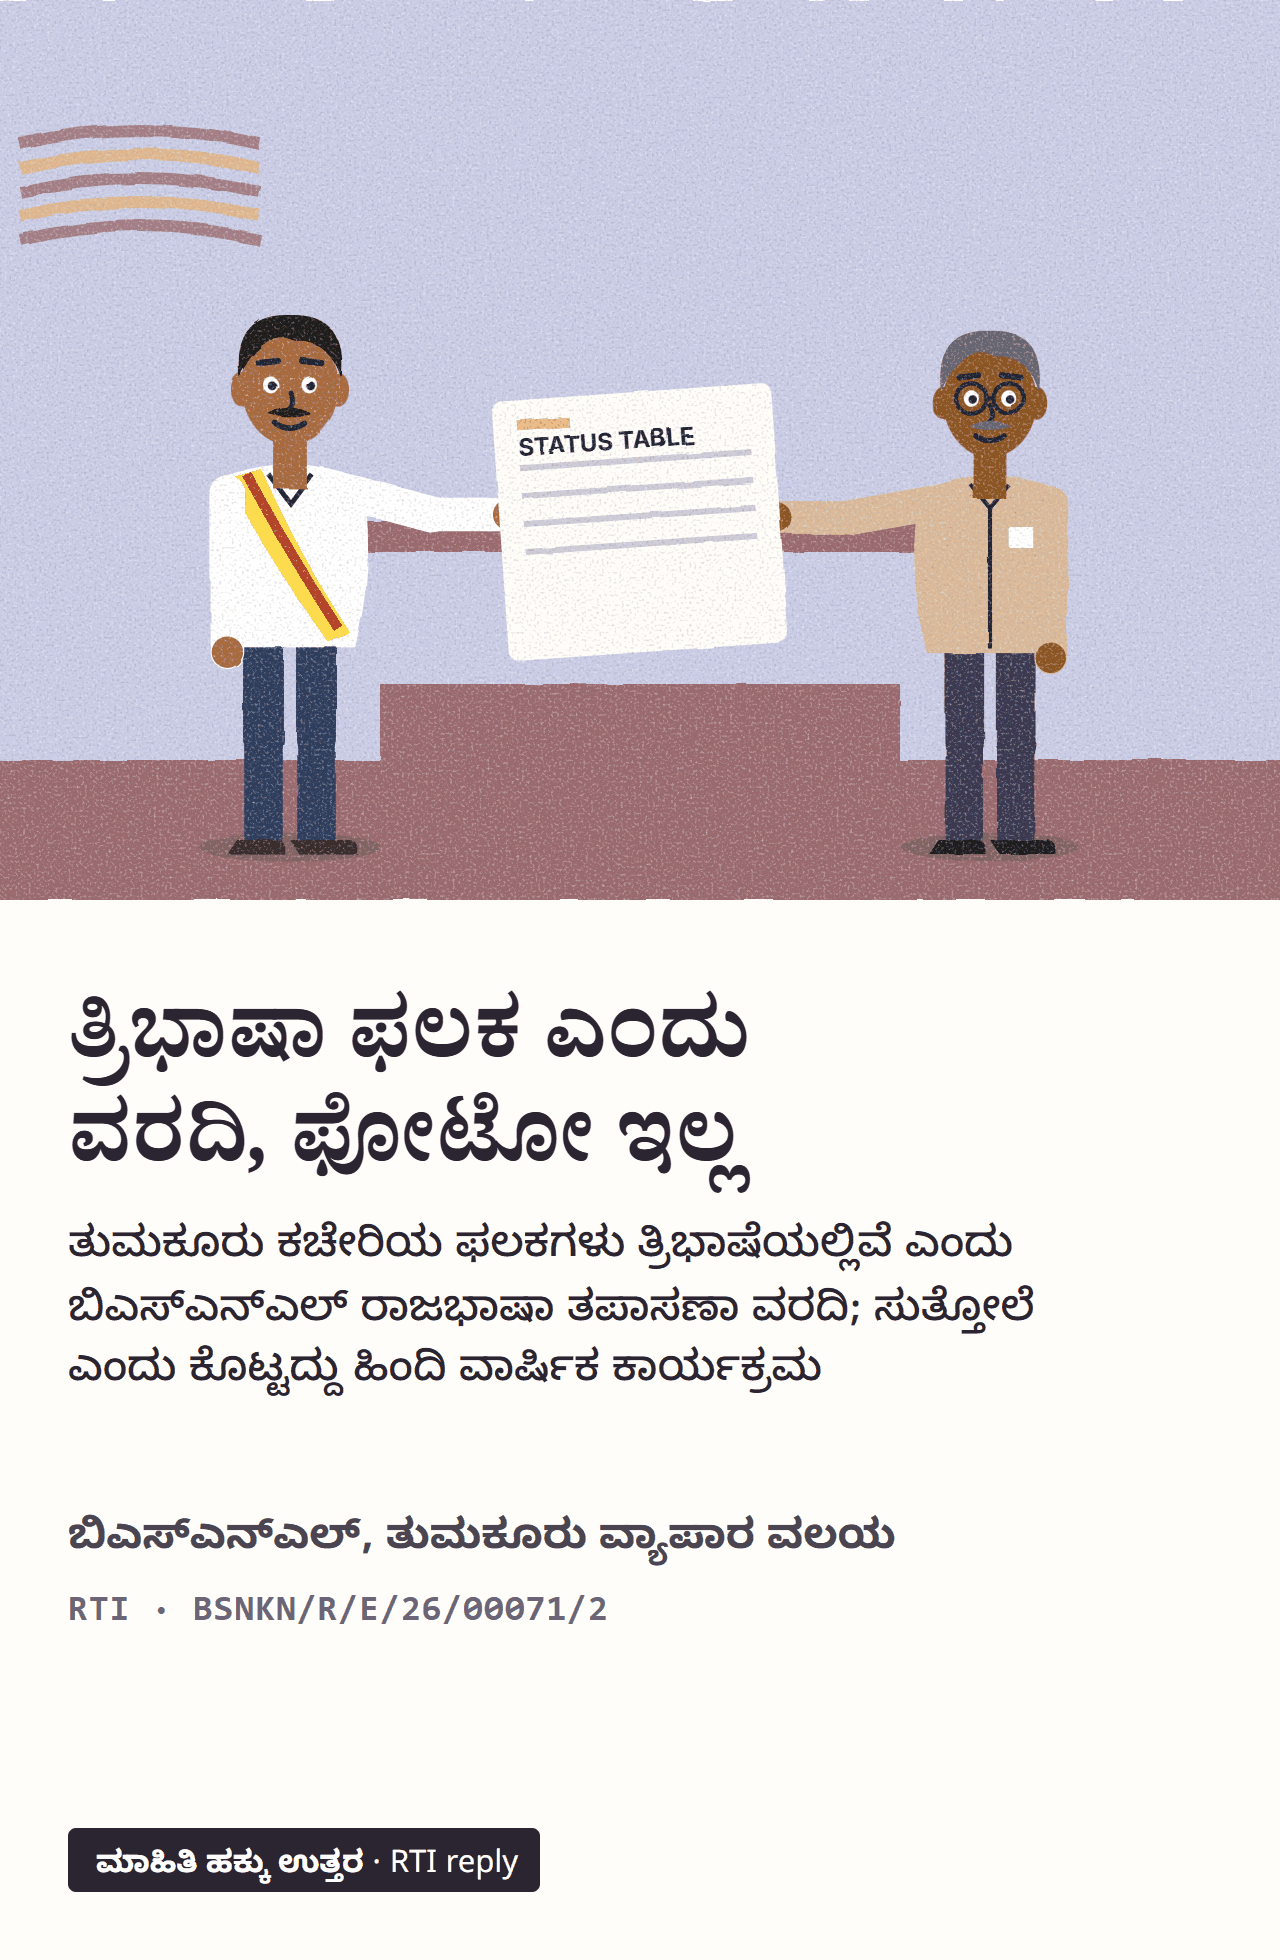 STATUS TABLE
ತ್ರಿಭಾಷಾ ಫಲಕ ಎಂದು
ವರದಿ, ಫೋಟೋ ಇಲ್ಲ
ತುಮಕೂರು ಕಚೇರಿಯ ಫಲಕಗಳು ತ್ರಿಭಾಷೆಯಲ್ಲಿವೆ ಎಂದು
ಬಿಎಸ್ಎನ್ಎಲ್ ರಾಜಭಾಷಾ ತಪಾಸಣಾ ವರದಿ; ಸುತ್ತೋಲೆ
ಎಂದು ಕೊಟ್ಟದ್ದು ಹಿಂದಿ ವಾರ್ಷಿಕ ಕಾರ್ಯಕ್ರಮ
ಬಿಎಸ್ಎನ್ಎಲ್, ತುಮಕೂರು ವ್ಯಾಪಾರ ವಲಯ
RTI · BSNKN/R/E/26/00071/2
ಮಾಹಿತಿ ಹಕ್ಕು ಉತ್ತರ · RTI reply